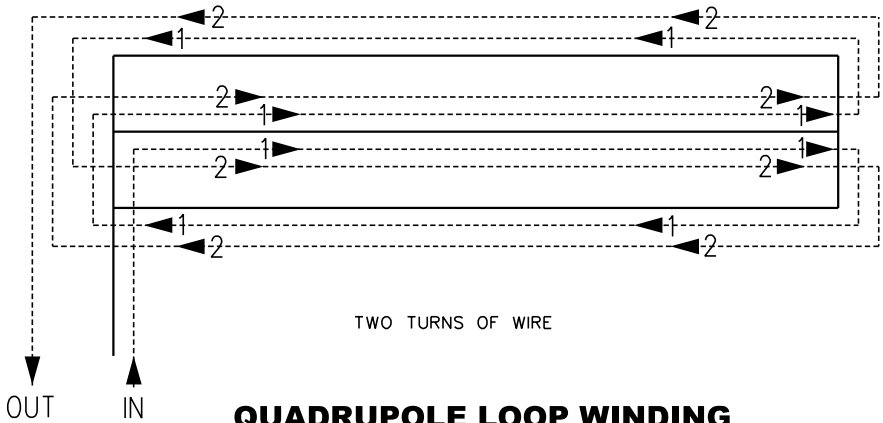 2 2
1 1
2 2
1 1
1 1
2 2
1 1
2 2
TWO TURNS OF WIRE
OUT IN
QUADRUPOLE LOOP WINDING